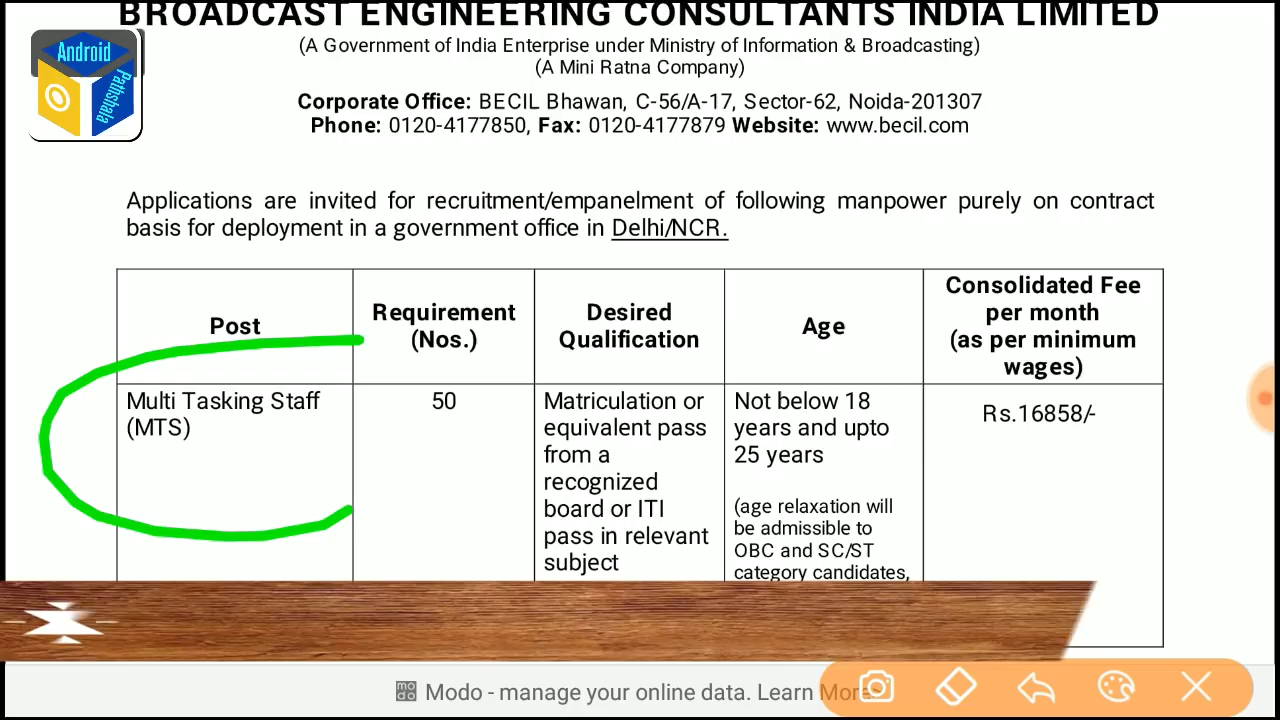 BROADCAST ENGINEERING CONSULTANTS INDIA LIMITED
Android
Pathshala
(A Government of India Enterprise under Ministry of Information & Broadcasting)
(A Mini Ratna Company)
Corporate Office: BECIL Bhawan, C-56/A-17, Sector-62, Noida-201307
Phone: 0120-4177850, Fax: 0120-4177879 Website: www.becil.com
Applications are invited for recruitment/empanelment of following manpower purely on contract
basis for deployment in a government office in Delhi/NCR.
Post
Requirement
(Nos.)
Desired
Qualification
Age
Consolidated Fee
per month
(as per minimum
wages)
Multi Tasking Staff
(MTS)
50
Matriculation or
equivalent pass
from a
recognized
board or ITI
pass in relevant
subject
Not below 18
years and upto
25 years
(age relaxation will
be admissible to
OBC and SC/ST
category candidates,
Rs.16858/-
modo
Modo - manage your online data. Learn More